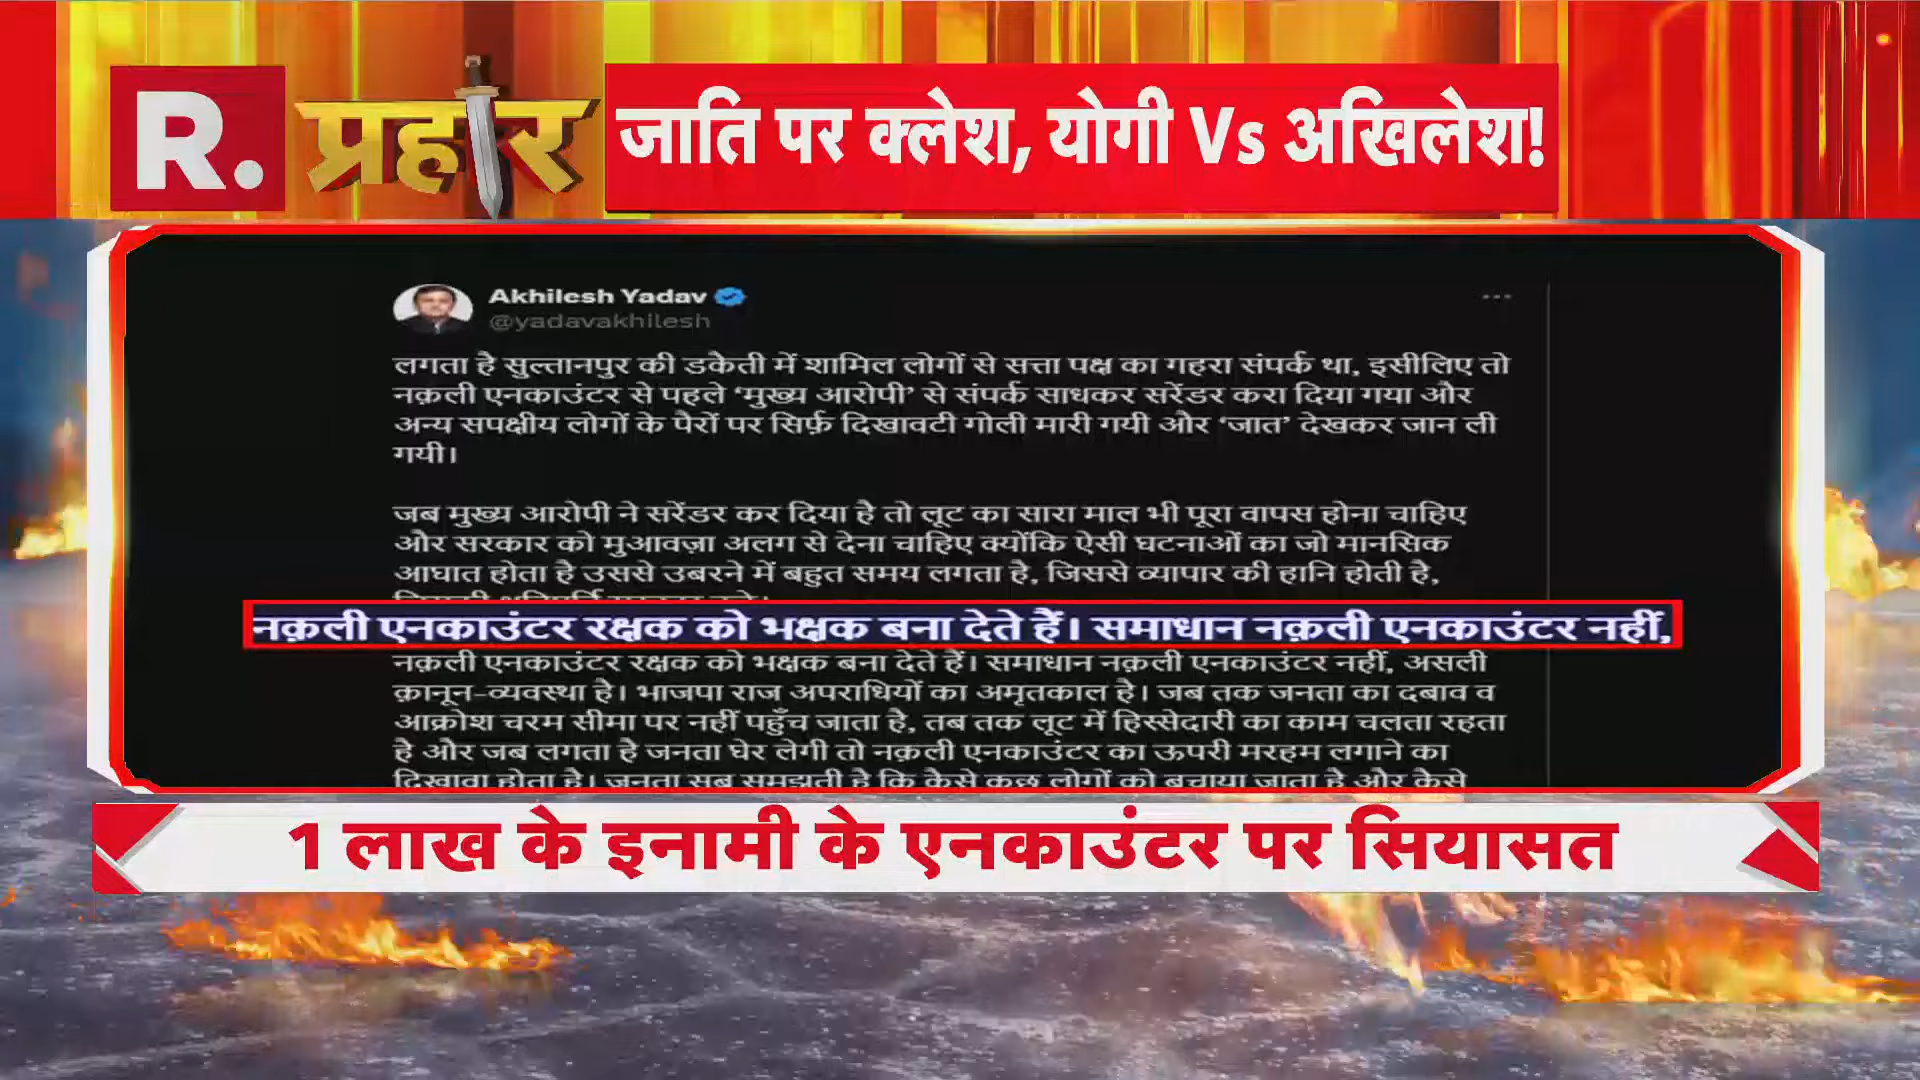 R.
प्रहार
जाति पर क्लेश, योगी Vs अखिलेश!
Akhilesh Yadav
@yadavakhilesh
लगता है सुल्तानपुर की डकैती में शामिल लोगों से सत्ता पक्ष का गहरा संपर्क था, इसीलिए तो
नक़ली एनकाउंटर से पहले ‘मुख्य आरोपी’ से संपर्क साधकर सरेंडर करा दिया गया और
अन्य सपक्षीय लोगों के पैरों पर सिर्फ़ दिखावटी गोली मारी गयी और ‘जात’ देखकर जान ली
गयी।
जब मुख्य आरोपी ने सरेंडर कर दिया है तो लूट का सारा माल भी पूरा वापस होना चाहिए
और सरकार को मुआवज़ा अलग से देना चाहिए क्योंकि ऐसी घटनाओं का जो मानसिक
आघात होता है उससे उबरने में बहुत समय लगता है, जिससे व्यापार की हानि होती है,
नक़ली एनकाउंटर रक्षक को भक्षक बना देते हैं। समाधान नक़ली एनकाउंटर नहीं,
नक़ली एनकाउंटर रक्षक को भक्षक बना देते हैं। समाधान नक़ली एनकाउंटर नहीं, असली
क़ानून-व्यवस्था है। भाजपा राज अपराधियों का अमृतकाल है। जब तक जनता का दबाव व
आक्रोश चरम सीमा पर नहीं पहुँच जाता है, तब तक लूट में हिस्सेदारी का काम चलता रहता
है और जब लगता है जनता घेर लेगी तो नक़ली एनकाउंटर का ऊपरी मरहम लगाने का
दिखावा होता है। जनता सब समझती है कि कैसे कुछ लोगों को बचाया जाता है और कैसे
1 लाख के इनामी के एनकाउंटर पर सियासत